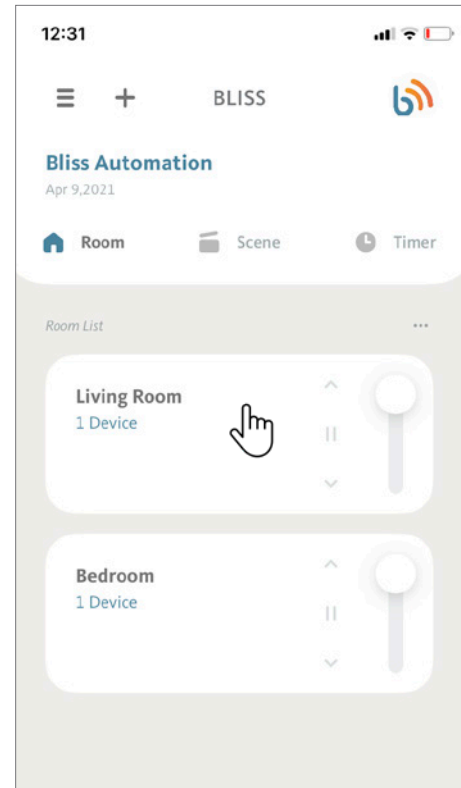 12:31
BLISS
Bliss Automation
Apr 9,2021
Room Scene Timer
Room List
Living Room
1 Device
Bedroom
1 Device